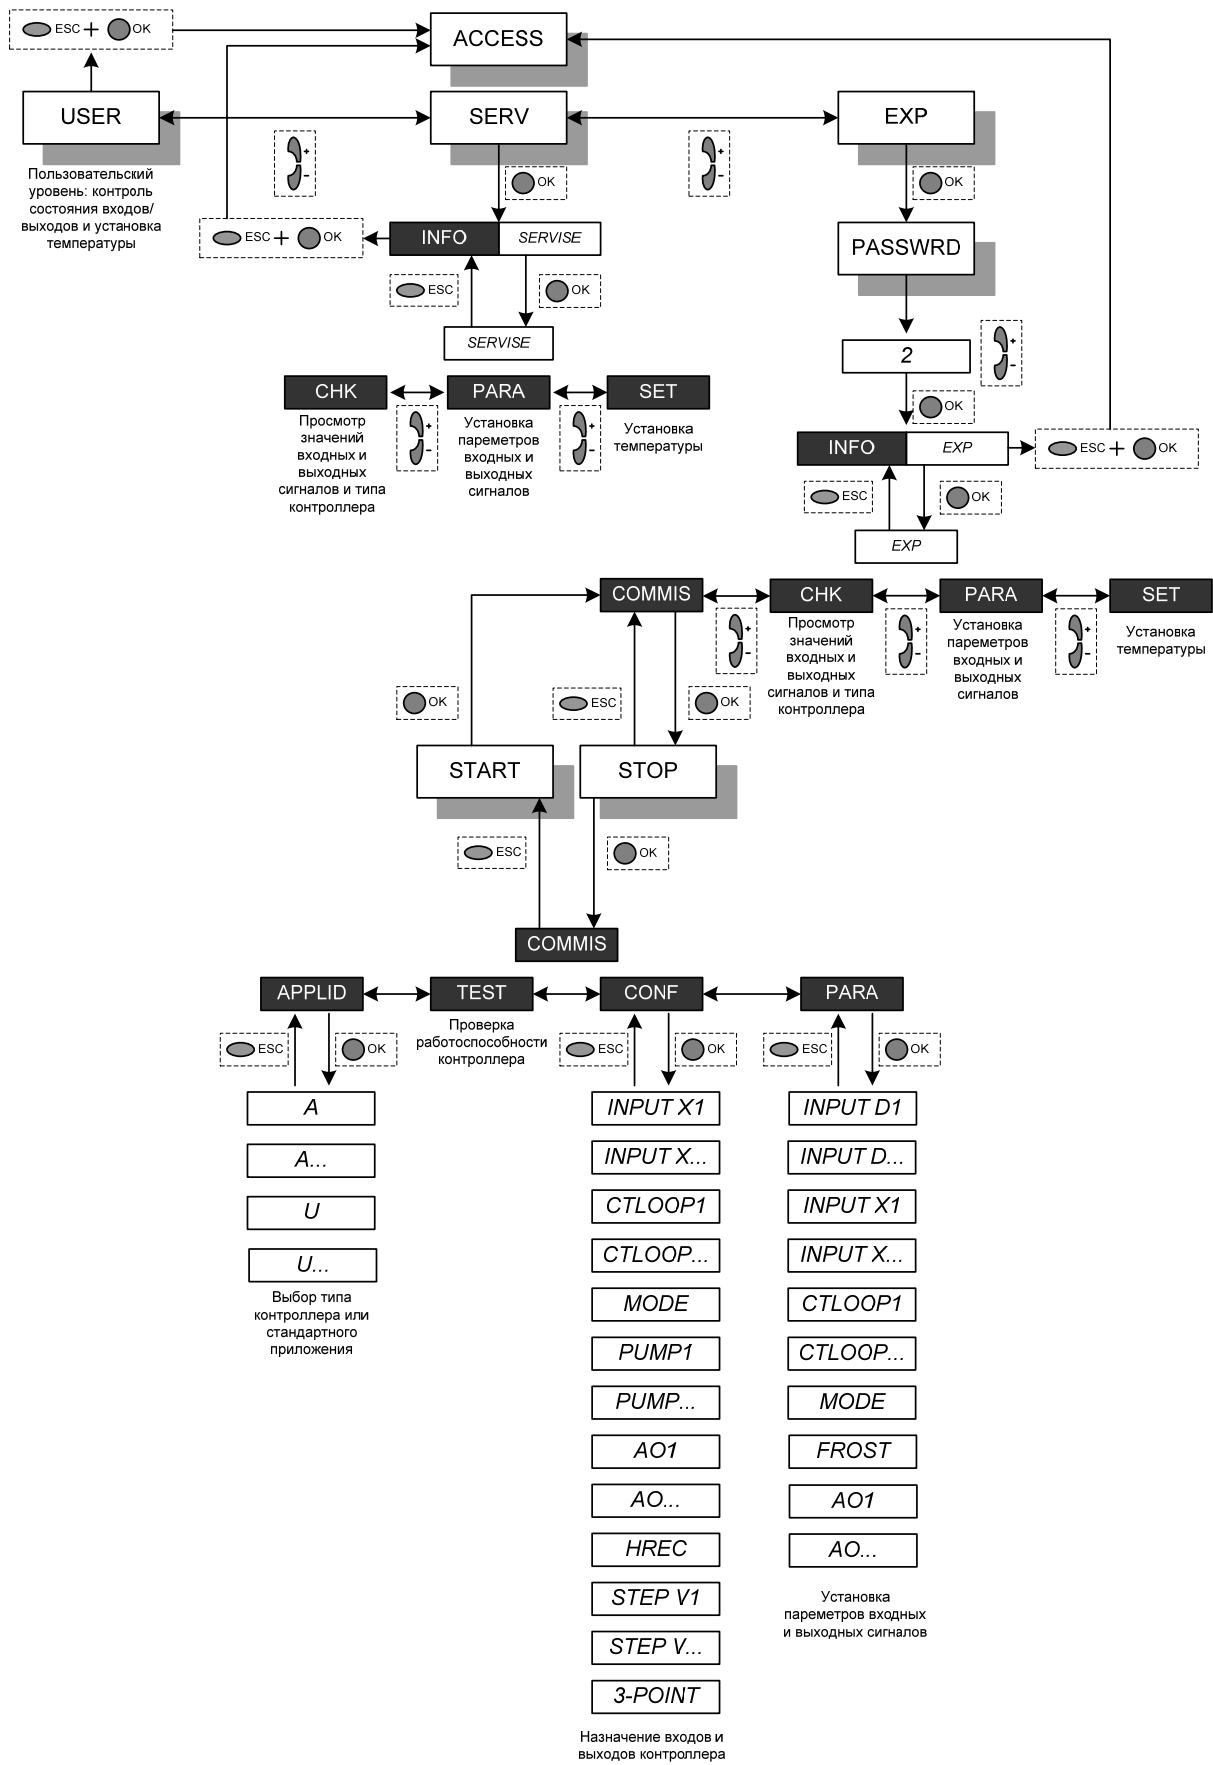 ESC + OK
ACCESS
USER
SERV
EXP
+
-
+
-
OK
OK
Пользовательский
уровень: контроль
состояния входов/
выходов и установка
температуры
ESC + OK
INFO
SERVISE
PASSWRD
ESC
OK
SERVISE
2
+
-
OK
CHK
PARA
SET
+
-
+
-
Просмотр
значений
входных и
выходных
сигналов и типа
контроллера
Установка
пареметров
входных и
выходных
сигналов
Установка
температуры
INFO
EXP
ESC + OK
ESC
OK
EXP
COMMIS
CHK
PARA
SET
+
-
+
-
+
-
Просмотр
значений
входных и
выходных
сигналов и типа
контроллера
Установка
пареметров
входных и
выходных
сигналов
Установка
температуры
OK
ESC
OK
START
STOP
ESC
OK
COMMIS
APPLID
TEST
CONF
PARA
Проверка
работоспособности
контроллера
ESC
OK
ESC
OK
ESC
OK
A
A...
U
U...
Выбор типа
контроллера или
стандартного
приложения
INPUT X1
INPUT X...
CTLOOP1
CTLOOP...
MODE
PUMP1
PUMP...
AO1
AO...
HREC
STEP V1
STEP V...
3-POINT
Назначение входов и
выходов контроллера
INPUT D1
INPUT D...
INPUT X1
INPUT X...
CTLOOP1
CTLOOP...
MODE
FROST
AO1
AO...
Установка
пареметров входных
и выходных сигналов